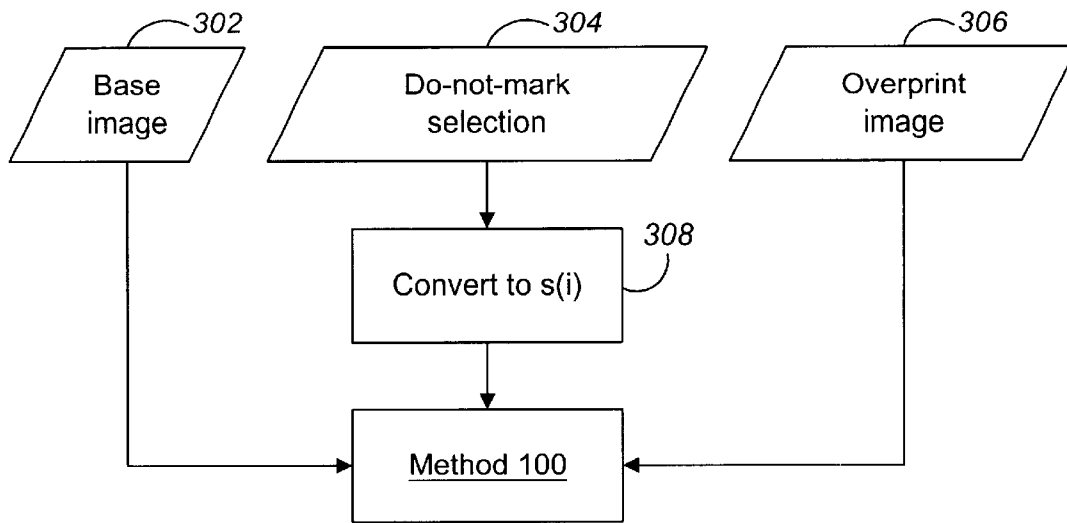 302
304
306
Base
image
Do-not-mark
selection
Overprint
image
308
Convert to s(i)
Method 100